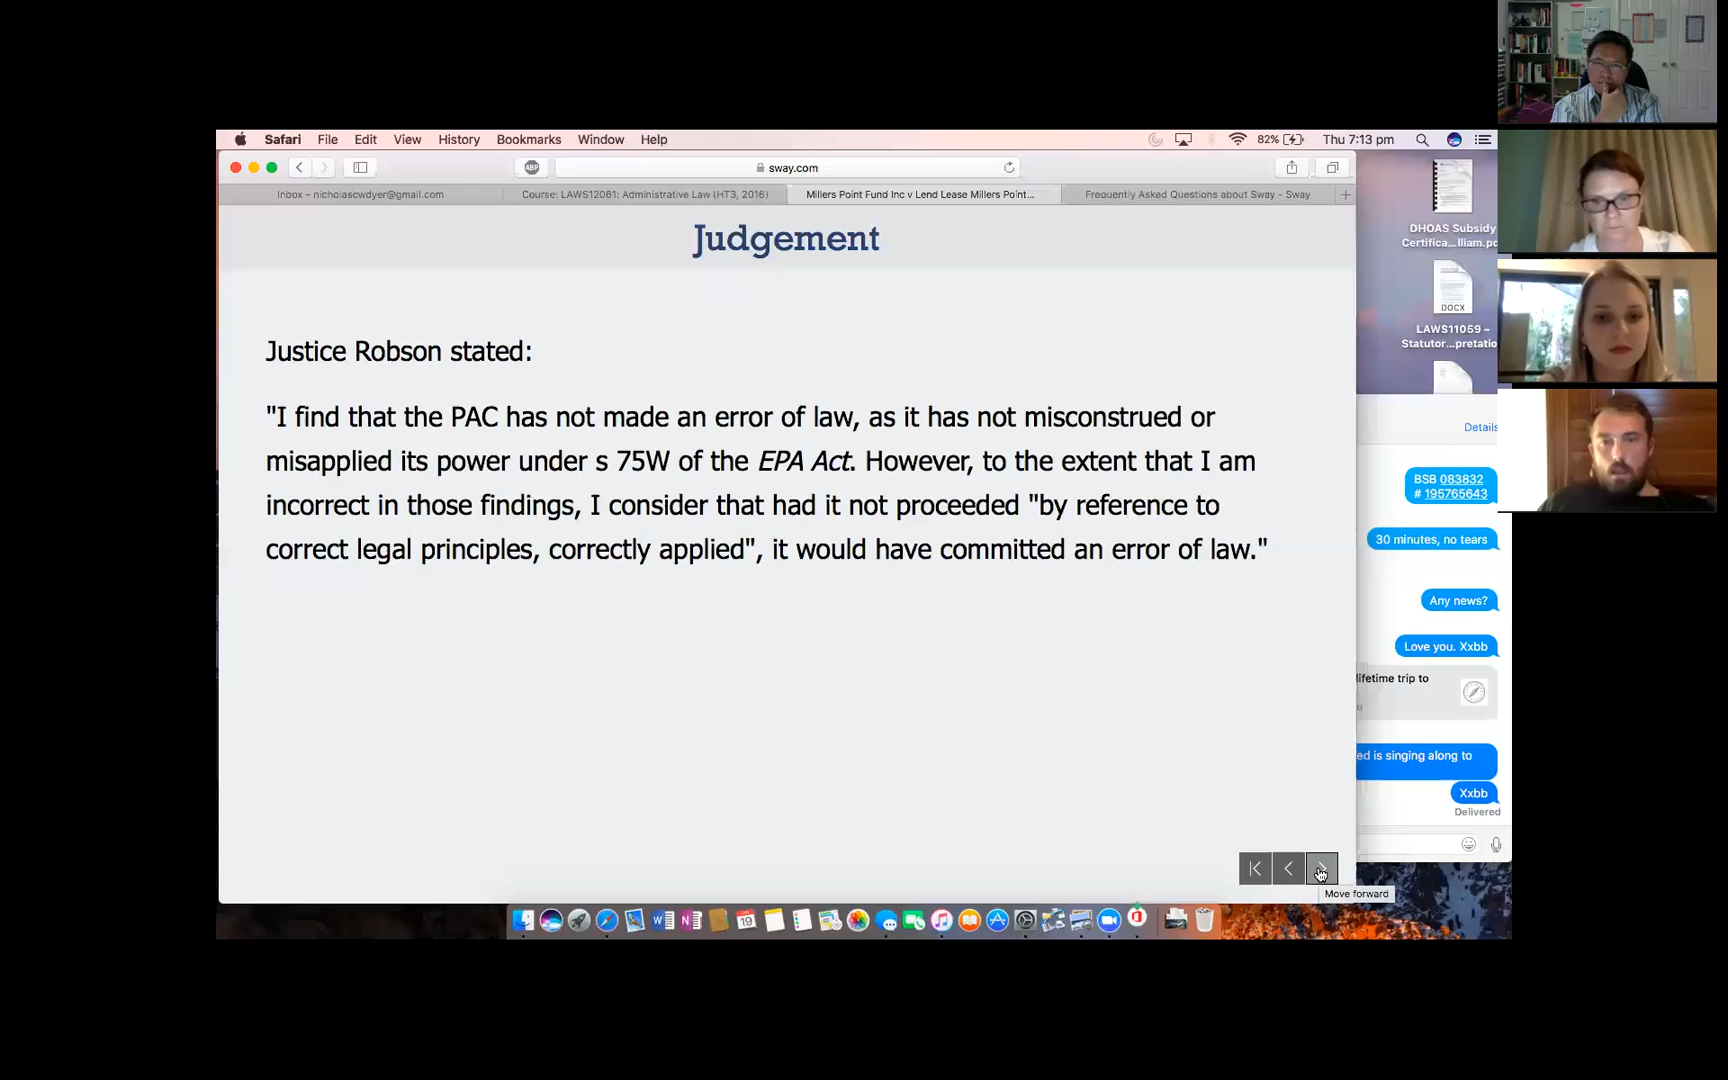 Safari File Edit View History Bookmarks Window Help 82% Thu 7:13 pm
ABP sway.com
Inbox – nicholascwdyer@gmail.com Course: LAWS12061: Administrative Law (HT3, 2016) Millers Point Fund Inc v Lend Lease Millers Point... Frequently Asked Questions about Sway - Sway
Judgement
Justice Robson stated:
"I find that the PAC has not made an error of law, as it has not misconstrued or
misapplied its power under s 75W of the EPA Act. However, to the extent that I am
incorrect in those findings, I consider that had it not proceeded "by reference to
correct legal principles, correctly applied", it would have committed an error of law."
Move forward
DHOAS Subsidy
Certifica...lliam.pd
DOCX
LAWS11059 –
Statutor...pretatio
Details
BSB 083832
# 195765643
30 minutes, no tears
Any news?
Love you. Xxbb
lifetime trip to
ed is singing along to
Xxbb
Delivered
19